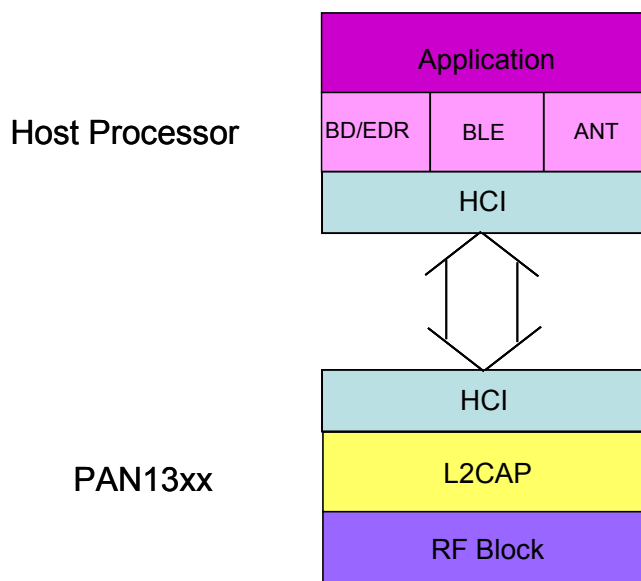 Application
Host Processor
BD/EDR
BLE
ANT
HCI
HCI
PAN13xx
L2CAP
RF Block